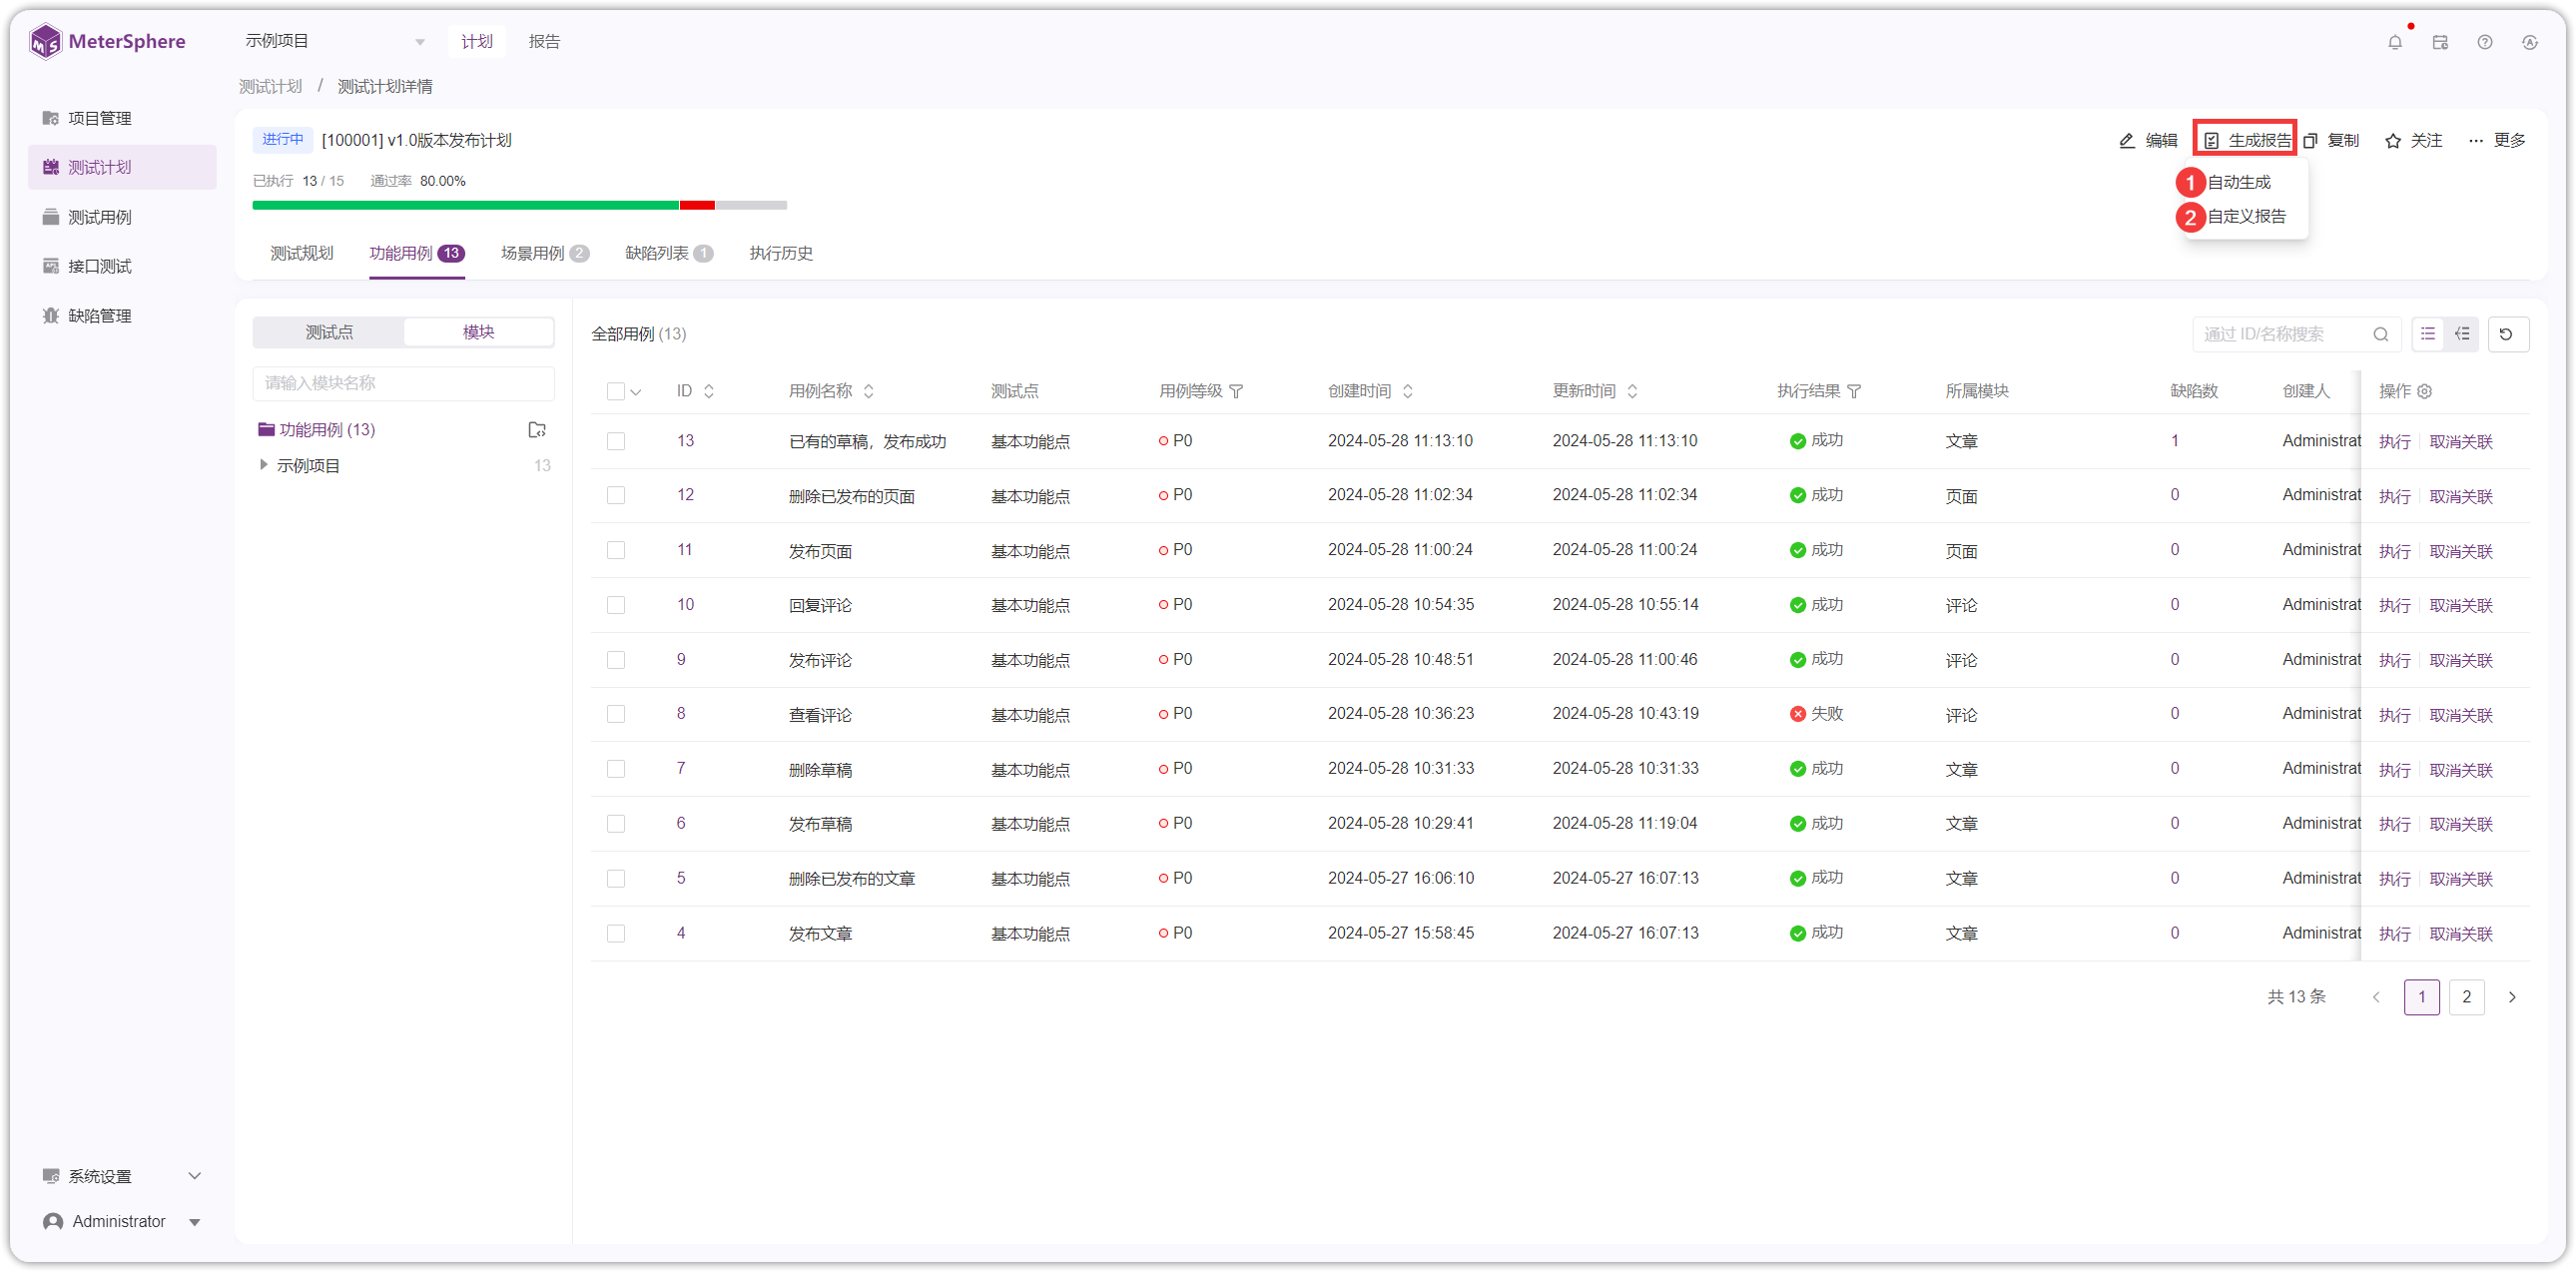 MeterSphere
示例项目 计划 报告
测试计划 / 测试计划详情
项目管理
测试计划
测试用例
接口测试
缺陷管理
进行中 [100001] v1.0版本发布计划
编辑 生成报告 复制 关注 ··· 更多
1 自动生成
2 自定义报告
已执行 13 / 15 通过率 80.00%
测试规划 功能用例 13 场景用例 2 缺陷列表 1 执行历史
测试点 模块
请输入模块名称
功能用例 (13)
示例项目 13
全部用例 (13) 通过 ID/名称搜索
ID 用例名称 测试点 用例等级 创建时间 更新时间 执行结果 所属模块 缺陷数 创建人 操作
13 已有的草稿，发布成功 基本功能点 P0 2024-05-28 11:13:10 2024-05-28 11:13:10 成功 文章 1 Administrat 执行 取消关联
12 删除已发布的页面 基本功能点 P0 2024-05-28 11:02:34 2024-05-28 11:02:34 成功 页面 0 Administrat 执行 取消关联
11 发布页面 基本功能点 P0 2024-05-28 11:00:24 2024-05-28 11:00:24 成功 页面 0 Administrat 执行 取消关联
10 回复评论 基本功能点 P0 2024-05-28 10:54:35 2024-05-28 10:55:14 成功 评论 0 Administrat 执行 取消关联
9 发布评论 基本功能点 P0 2024-05-28 10:48:51 2024-05-28 11:00:46 成功 评论 0 Administrat 执行 取消关联
8 查看评论 基本功能点 P0 2024-05-28 10:36:23 2024-05-28 10:43:19 失败 评论 0 Administrat 执行 取消关联
7 删除草稿 基本功能点 P0 2024-05-28 10:31:33 2024-05-28 10:31:33 成功 文章 0 Administrat 执行 取消关联
6 发布草稿 基本功能点 P0 2024-05-28 10:29:41 2024-05-28 11:19:04 成功 文章 0 Administrat 执行 取消关联
5 删除已发布的文章 基本功能点 P0 2024-05-27 16:06:10 2024-05-27 16:07:13 成功 文章 0 Administrat 执行 取消关联
4 发布文章 基本功能点 P0 2024-05-27 15:58:45 2024-05-27 16:07:13 成功 文章 0 Administrat 执行 取消关联
共 13 条 1 2
系统设置
Administrator